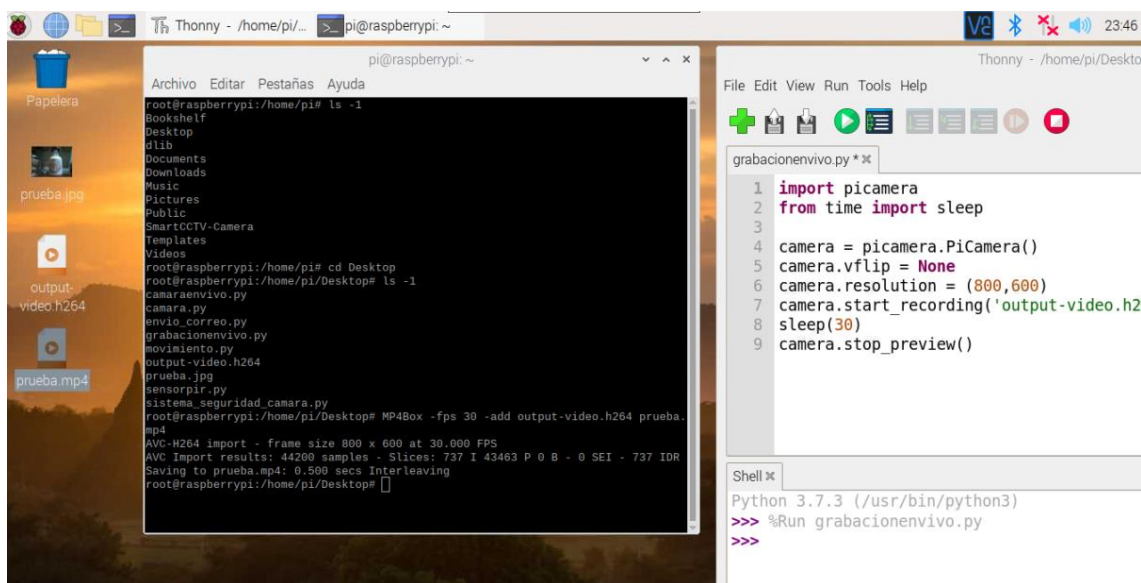 Thonny - /home/pi/...
pi@raspberrypi: ~
23:46
Papelera
prueba.jpg
output-
video.h264
prueba.mp4
pi@raspberrypi: ~
Archivo Editar Pestañas Ayuda
root@raspberrypi:/home/pi# ls -1
Bookshelf
Desktop
dlib
Documents
Downloads
Music
Pictures
Public
SmartCCTV-Camera
Templates
Videos
root@raspberrypi:/home/pi# cd Desktop
root@raspberrypi:/home/pi/Desktop# ls -1
camaraenvivo.py
camara.py
envio_correo.py
grabacionenvivo.py
movimiento.py
output-video.h264
prueba.jpg
sensorpir.py
sistema_seguridad_camara.py
root@raspberrypi:/home/pi/Desktop# MP4Box -fps 30 -add output-video.h264 prueba.
mp4
AVC-H264 import - frame size 800 x 600 at 30.000 FPS
AVC Import results: 44200 samples - Slices: 737 I 43463 P 0 B - 0 SEI - 737 IDR
Saving to prueba.mp4: 0.500 secs Interleaving
root@raspberrypi:/home/pi/Desktop#
Thonny - /home/pi/Deskto
File Edit View Run Tools Help
grabacionenvivo.py *
1 import picamera
2 from time import sleep
3
4 camera = picamera.PiCamera()
5 camera.vflip = None
6 camera.resolution = (800,600)
7 camera.start_recording('output-video.h2
8 sleep(30)
9 camera.stop_preview()
Shell
Python 3.7.3 (/usr/bin/python3)
>>> %Run grabacionenvivo.py
>>>